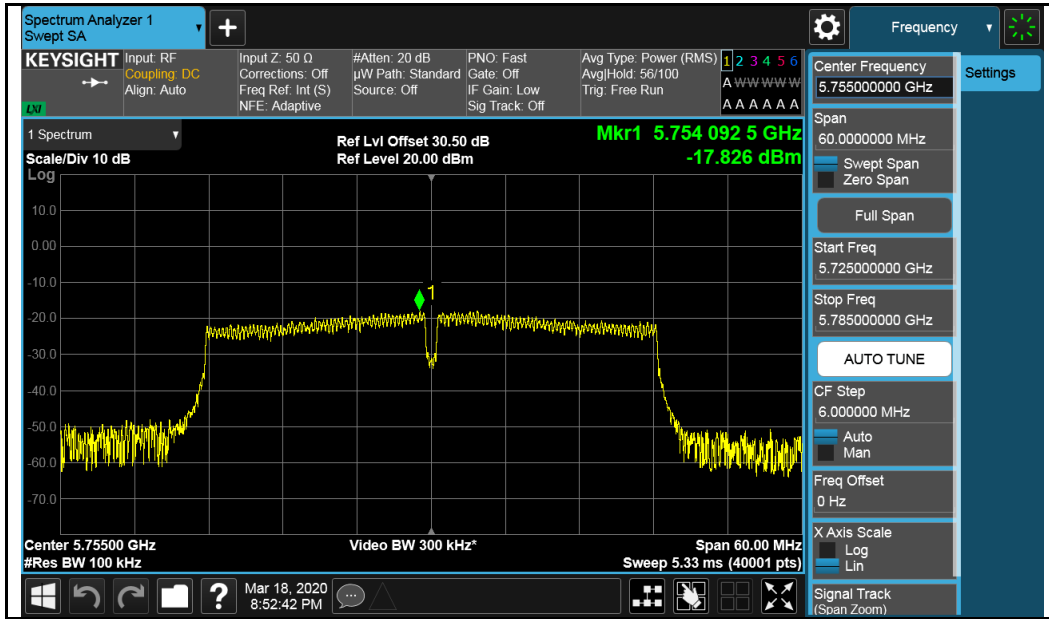 Spectrum Analyzer 1
Swept SA
+
Frequency
KEYSIGHT
LXI
Input: RF
Coupling: DC
Align: Auto
Input Z: 50 Ω
Corrections: Off
Freq Ref: Int (S)
NFE: Adaptive
#Atten: 20 dB
µW Path: Standard
Source: Off
PNO: Fast
Gate: Off
IF Gain: Low
Sig Track: Off
Avg Type: Power (RMS)
Avg|Hold: 56/100
Trig: Free Run
1 2 3 4 5 6
A W W W W W
A A A A A A
1 Spectrum
Scale/Div 10 dB
Log
Ref Lvl Offset 30.50 dB
Ref Level 20.00 dBm
Mkr1 5.754 092 5 GHz
-17.826 dBm
10.0
0.00
-10.0
-20.0
-30.0
-40.0
-50.0
-60.0
-70.0
1
Center 5.75500 GHz
#Res BW 100 kHz
Video BW 300 kHz*
Span 60.00 MHz
Sweep 5.33 ms (40001 pts)
Center Frequency
5.755000000 GHz
Settings
Span
60.0000000 MHz
Swept Span
Zero Span
Full Span
Start Freq
5.725000000 GHz
Stop Freq
5.785000000 GHz
AUTO TUNE
CF Step
6.000000 MHz
Auto
Man
Freq Offset
0 Hz
X Axis Scale
Log
Lin
Signal Track
(Span Zoom)
?
Mar 18, 2020
8:52:42 PM